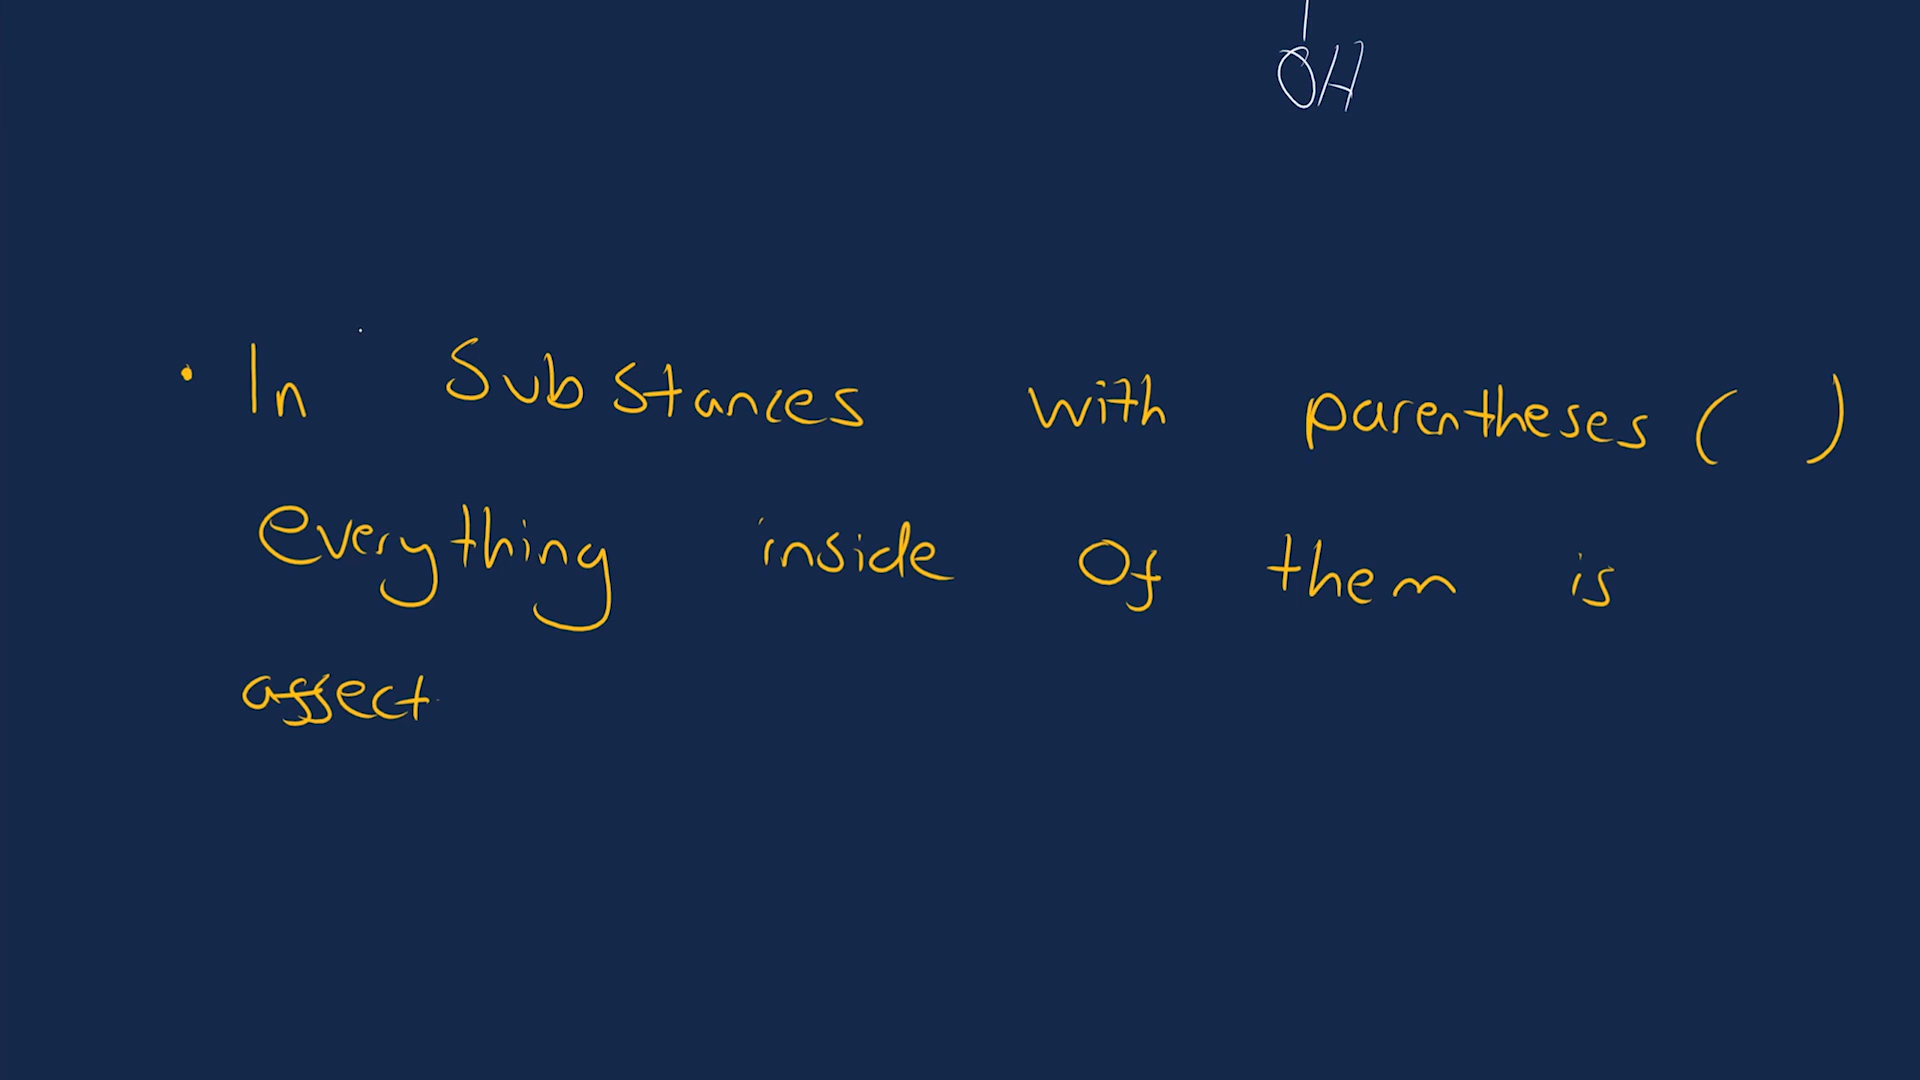 OH
• In Substances with parentheses ( )
everything inside of them is
affect